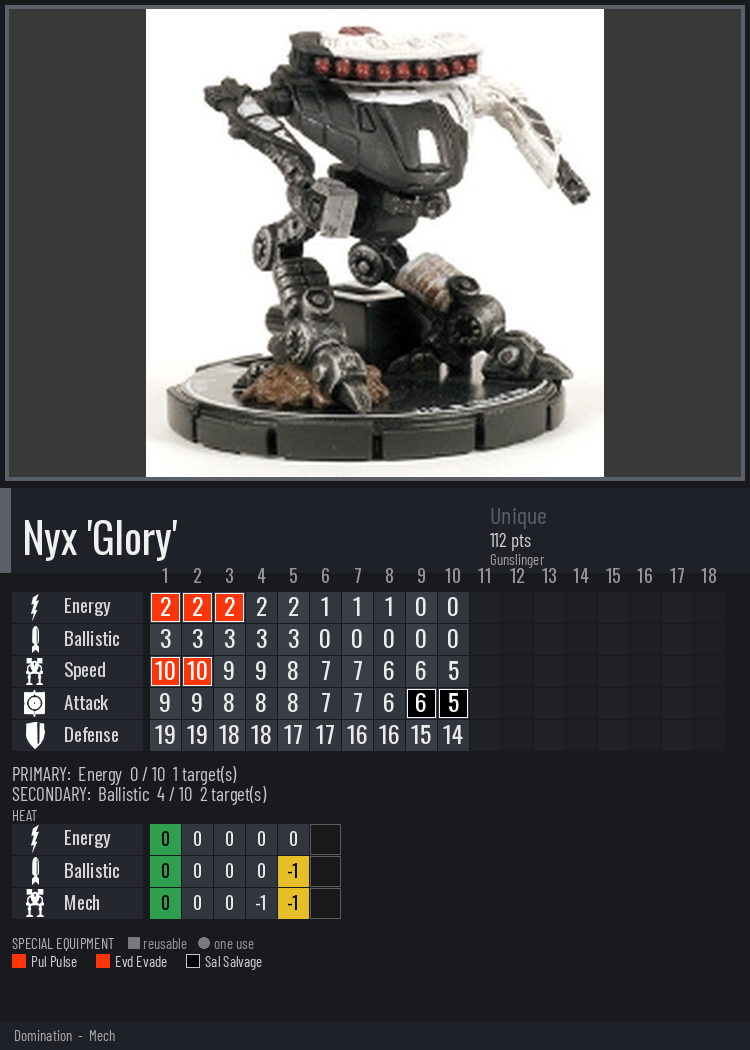 Nyx 'Glory'
Unique
112 pts
Gunslinger
1 2 3 4 5 6 7 8 9 10 11 12 13 14 15 16 17 18
Energy 2 2 2 2 2 1 1 1 0 0
Ballistic 3 3 3 3 3 0 0 0 0 0
Speed 10 10 9 9 8 7 7 6 6 5
Attack 9 9 8 8 8 7 7 6 6 5
Defense 19 19 18 18 17 17 16 16 15 14
PRIMARY: Energy 0 / 10 1 target(s)
SECONDARY: Ballistic 4 / 10 2 target(s)
HEAT
Energy 0 0 0 0 0
Ballistic 0 0 0 0 -1
Mech 0 0 0 -1 -1
SPECIAL EQUIPMENT reusable one use
Pul Pulse Evd Evade Sal Salvage
Domination - Mech